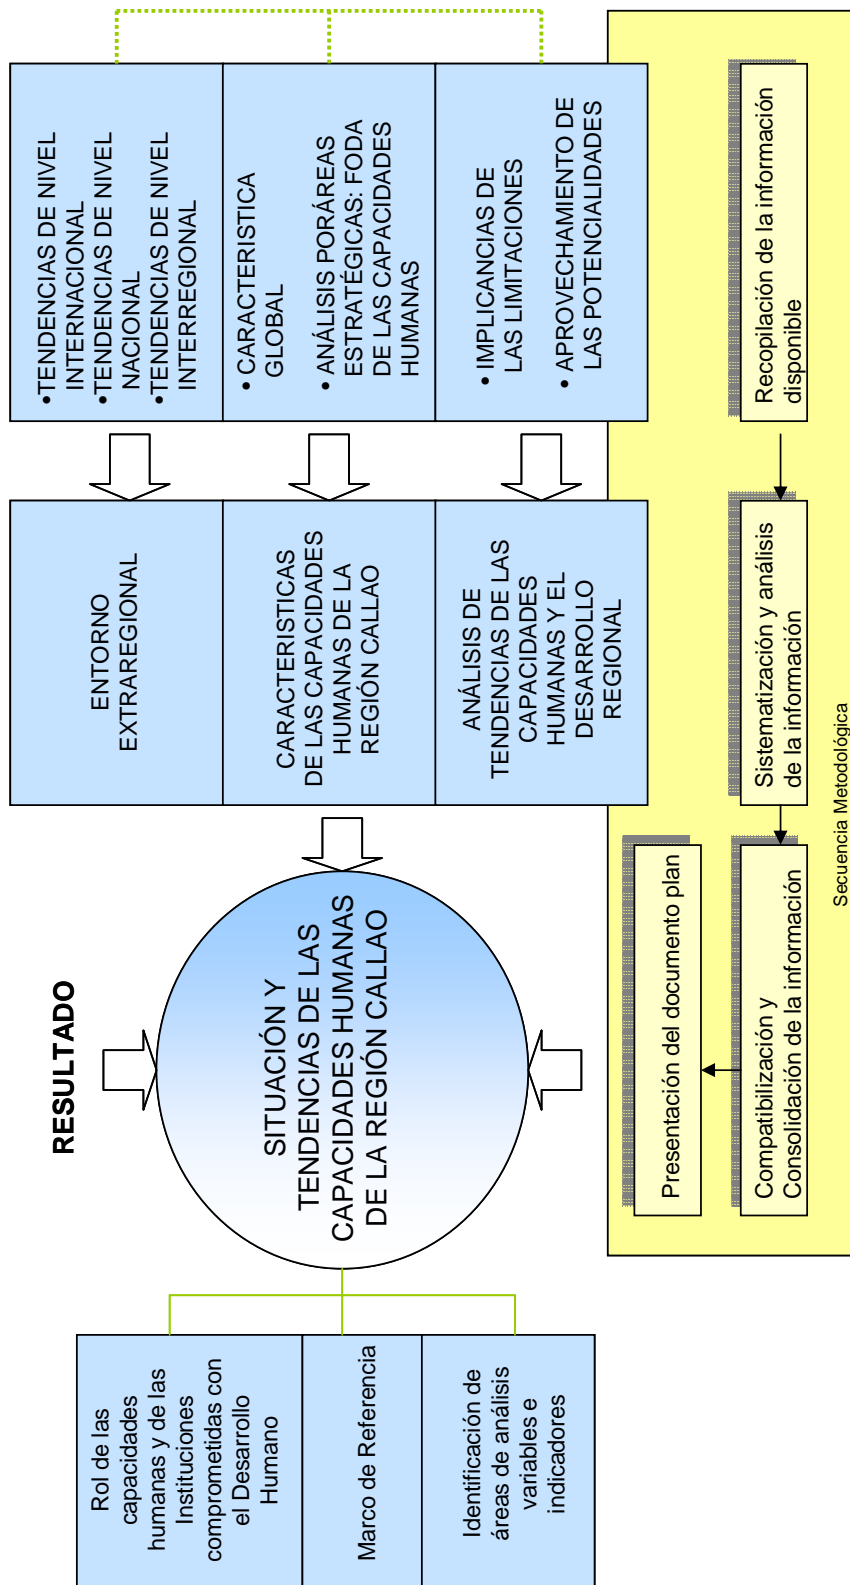 RESULTADO
Rol de las
capacidades
humanas y de las
Instituciones
comprometidas con
el Desarrollo
Humano
Marco de Referencia
Identificación de
áreas de análisis
variables e
indicadores
SITUACIÓN Y
TENDENCIAS DE LAS
CAPACIDADES HUMANAS
DE LA REGIÓN CALLAO
ENTORNO
EXTRAREGIONAL
CARACTERISTICAS
DE LAS CAPACIDADES
HUMANAS DE LA
REGIÓN CALLAO
ANÁLISIS DE
TENDENCIAS DE LAS
CAPACIDADES
HUMANAS Y EL
DESARROLLO
REGIONAL
•TENDENCIAS DE NIVEL
INTERNACIONAL
•TENDENCIAS DE NIVEL
NACIONAL
•TENDENCIAS DE NIVEL
INTERREGIONAL
• CARACTERISTICA
GLOBAL
• ANÁLISIS PORÁREAS
ESTRATÉGICAS: FODA
DE LAS CAPACIDADES
HUMANAS
• IMPLICANCIAS DE
LAS LIMITACIONES
• APROVECHAMIENTO DE
LAS POTENCIALIDADES
Presentación del documento plan
Compatibilización y
Consolidación de la información
Sistematización y análisis
de la información
Recopilación de la información
disponible
Secuencia Metodológica